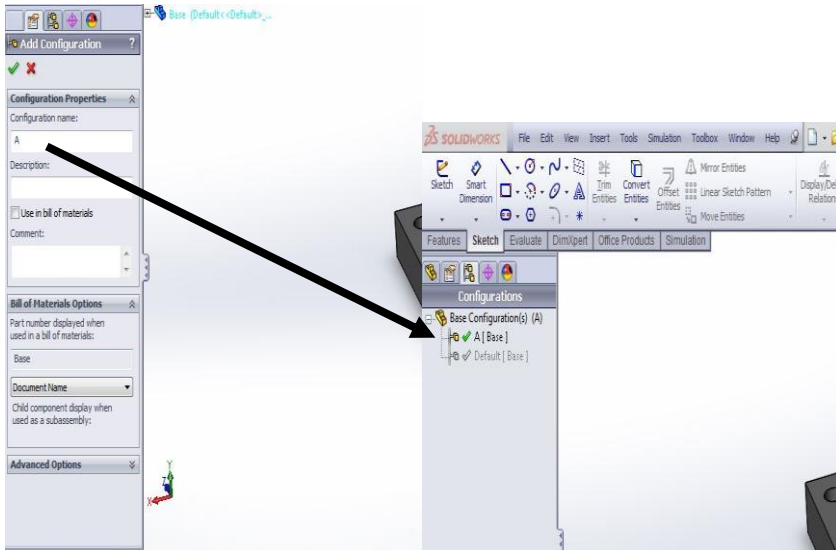 Base (Default<<Default>_...
Add Configuration ?
Configuration Properties
Configuration name:
A
Description:
Use in bill of materials
Comment:
Bill of Materials Options
Part number displayed when
used in a bill of materials:
Base
Document Name
Child component display when
used as a subassembly:
Advanced Options
Y
Z
X
SOLIDWORKS File Edit View Insert Tools Simulation Toolbox Window Help
Sketch
Smart
Dimension
Trim
Entities
Convert
Entities
Offset
Entities
Mirror Entities
Linear Sketch Pattern
Move Entities
Display/Del
Relation
Features Sketch Evaluate DimXpert Office Products Simulation
Configurations
Base Configuration(s) (A)
A [ Base ]
Default [ Base ]